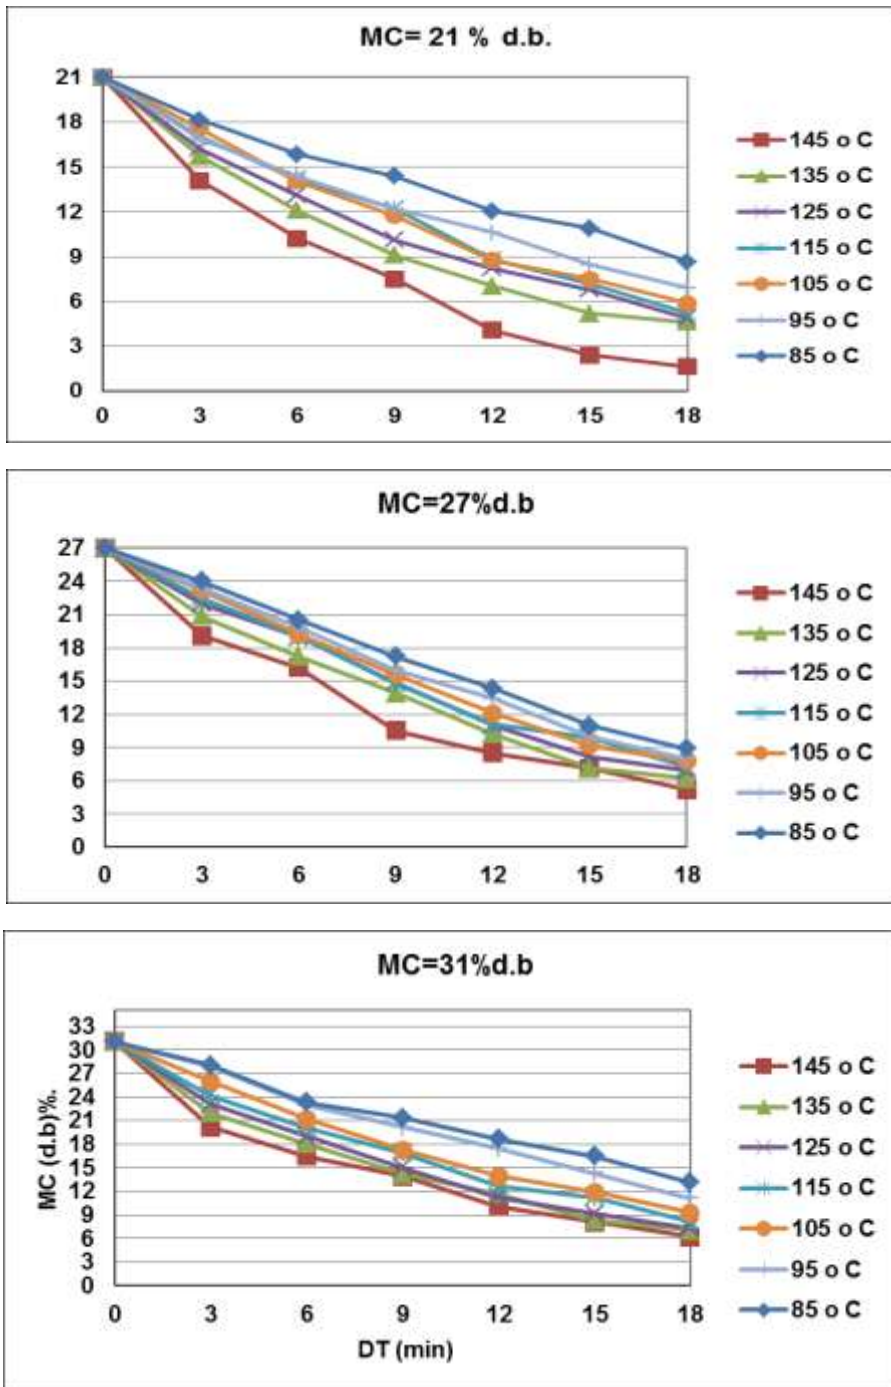 MC= 21 % d.b.
21
18
15
12
9
6
3
0
0 3 6 9 12 15 18
145 o C
135 o C
125 o C
115 o C
105 o C
95 o C
85 o C
MC=27%d.b
27
24
21
18
15
12
9
6
3
0
0 3 6 9 12 15 18
145 o C
135 o C
125 o C
115 o C
105 o C
95 o C
85 o C
MC=31%d.b
MC (d.b)%.
33
30
27
24
21
18
15
12
9
6
3
0
0 3 6 9 12 15 18
DT (min)
145 o C
135 o C
125 o C
115 o C
105 o C
95 o C
85 o C